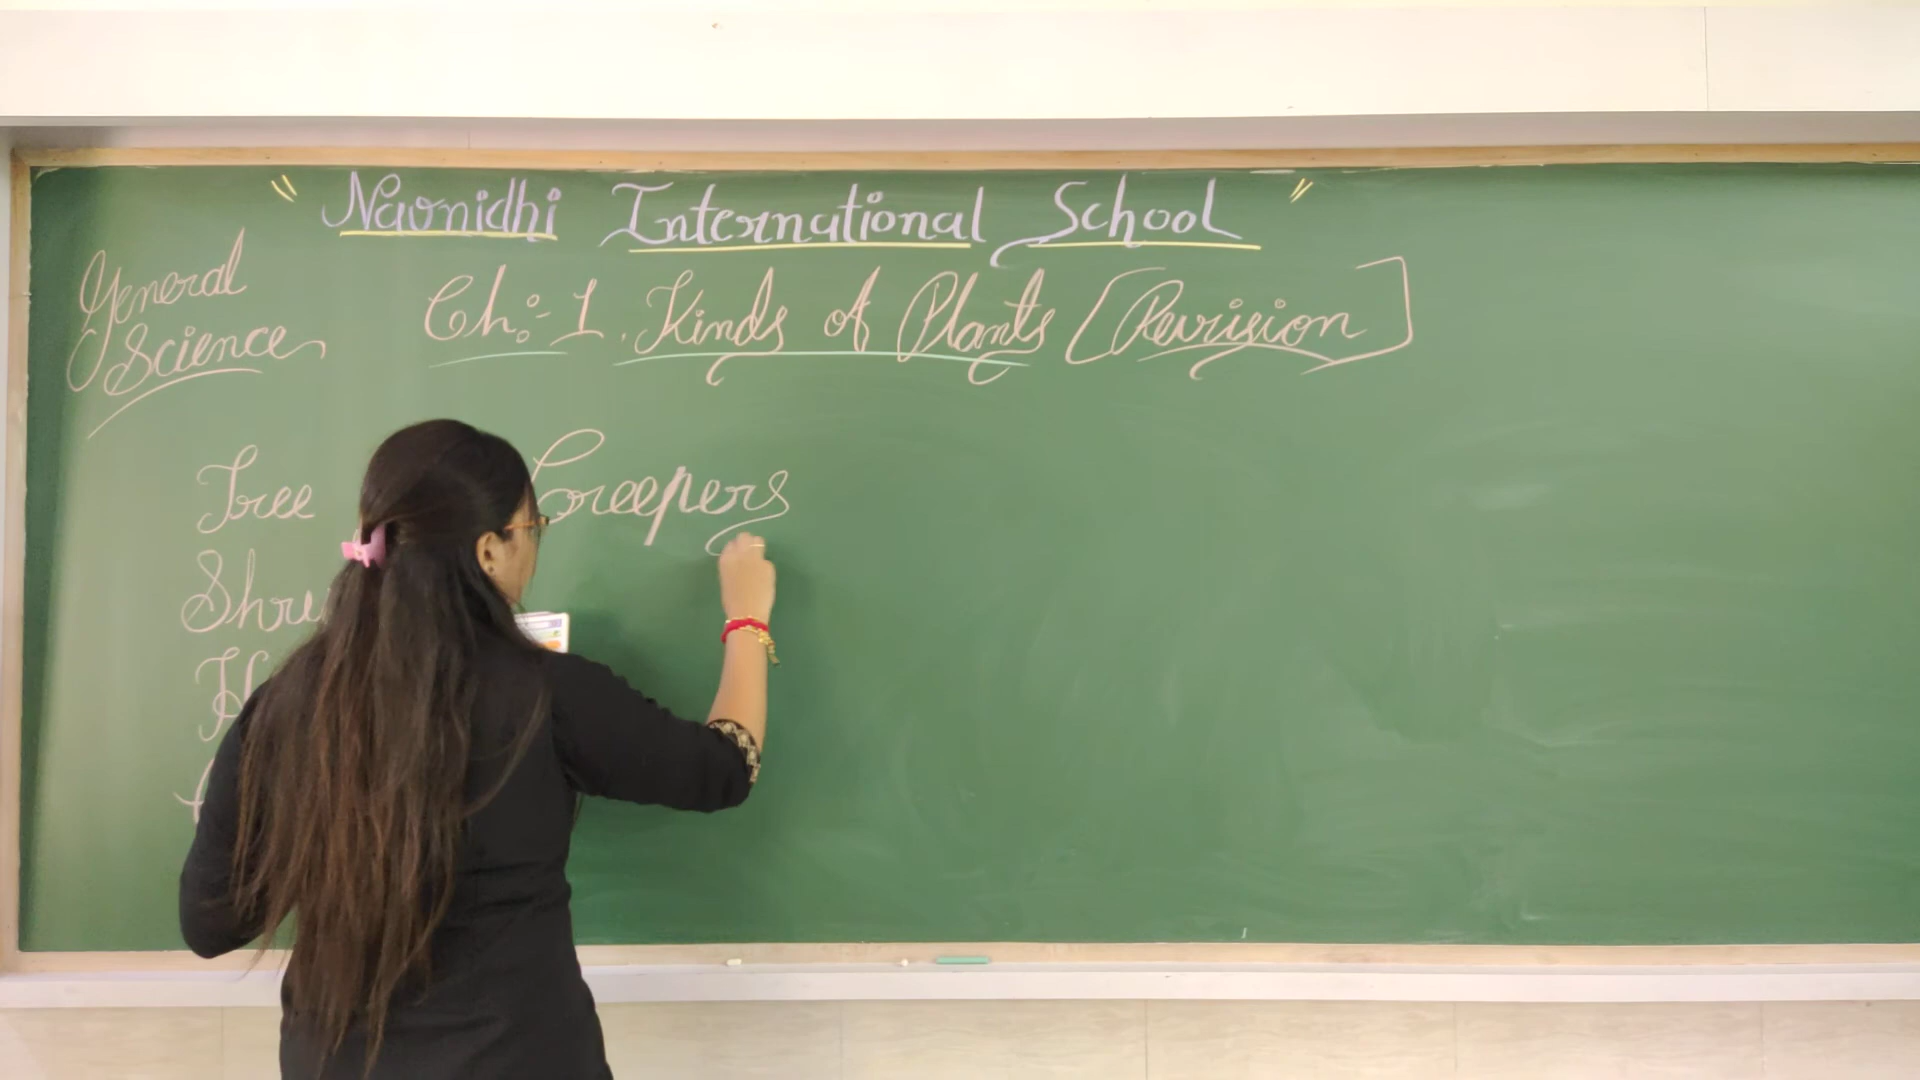 " Navnidhi International School "
General
Science
Ch:-1. Kinds of Plants [Revision]
Tree
Creepers